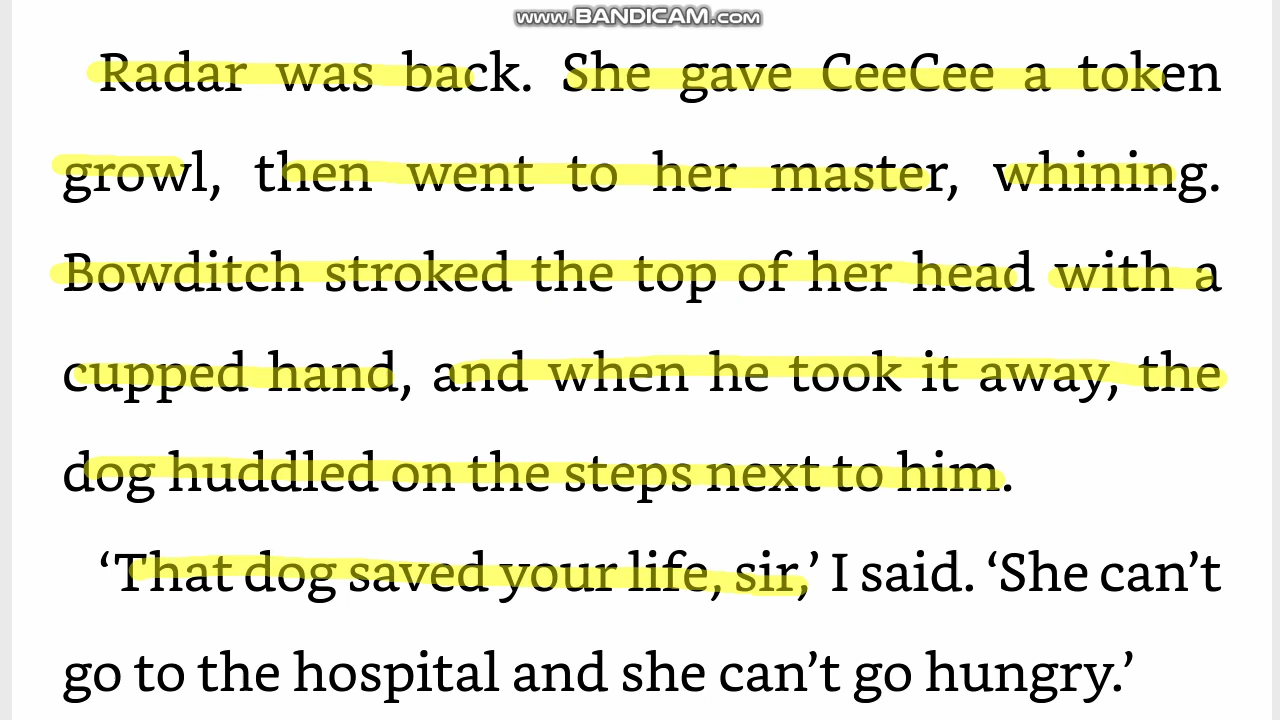 www.BANDICAM.com
Radar was back. She gave CeeCee a token
growl, then went to her master, whining.
Bowditch stroked the top of her head with a
cupped hand, and when he took it away, the
dog huddled on the steps next to him.
‘That dog saved your life, sir,’ I said. ‘She can’t
go to the hospital and she can’t go hungry.’